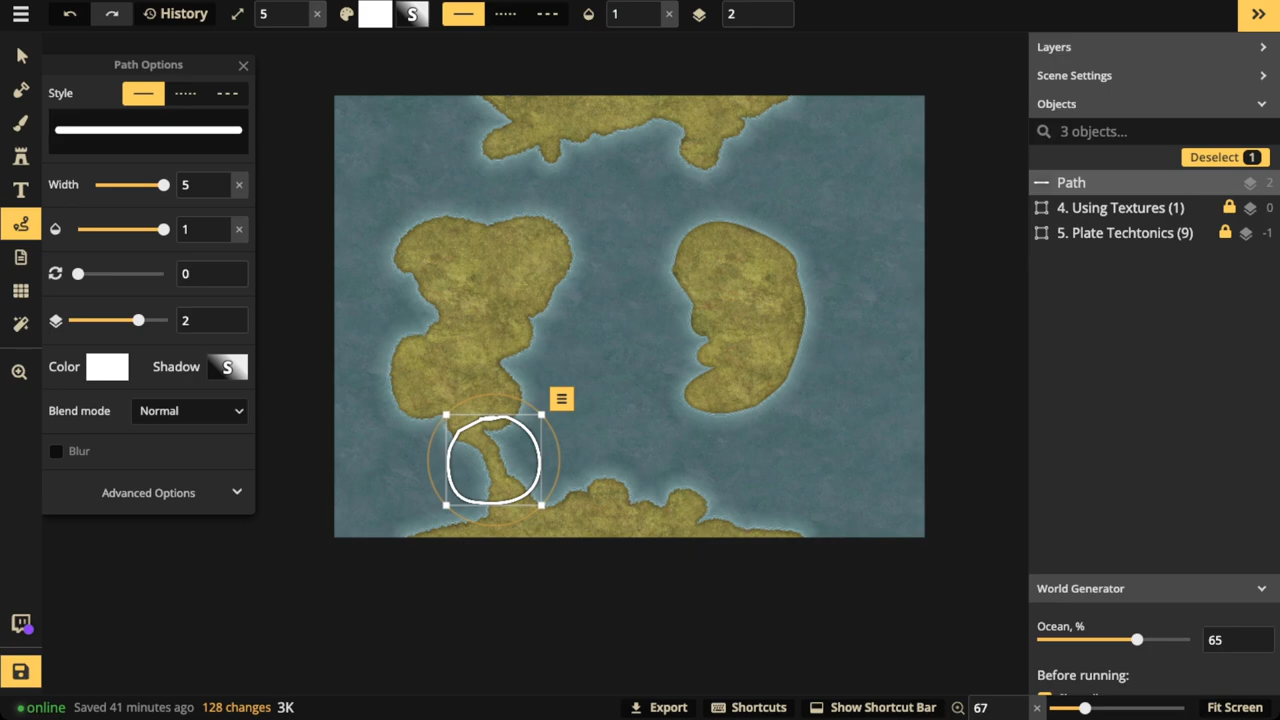 History
5
×
S
1
×
2
Path Options
×
Style
Width
5
×
1
×
0
2
Color
Shadow
S
Blend mode
Normal
Blur
Advanced Options
Layers
Scene Settings
Objects
3 objects...
Deselect 1
Path
2
4. Using Textures (1)
0
5. Plate Techtonics (9)
-1
World Generator
Ocean, %
65
Before running:
T
online
Saved 41 minutes ago
128 changes
3K
Export
Shortcuts
Show Shortcut Bar
67
×
Fit Screen